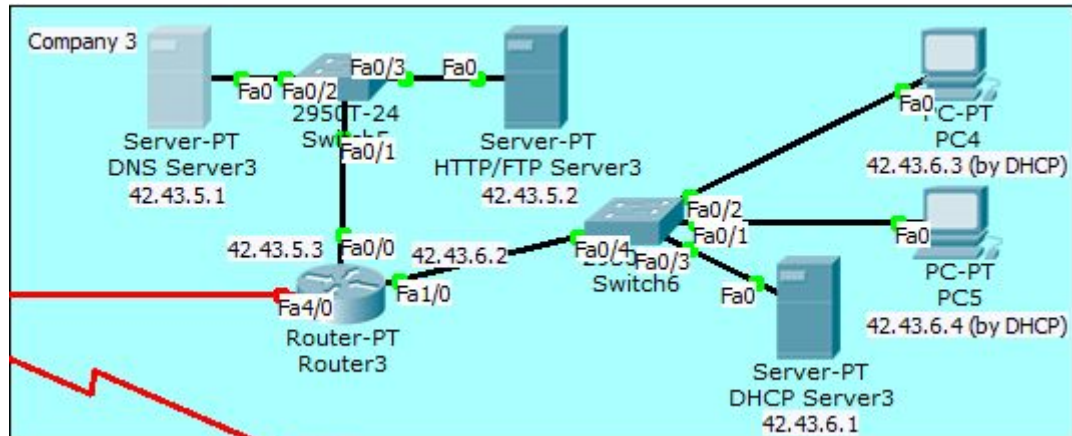 Company 3
Fa0
Fa0/2
Fa0/3
Fa0
2950T-24
Fa0/1
Server-PT
DNS Server3
42.43.5.1
Server-PT
HTTP/FTP Server3
42.43.5.2
Fa0
PC-PT
PC4
42.43.6.3 (by DHCP)
Fa0/2
Fa0/1
Fa0/4
Fa0/3
Switch6
Fa0
PC-PT
PC5
42.43.6.4 (by DHCP)
42.43.5.3
Fa0/0
42.43.6.2
Fa4/0
Fa1/0
Router-PT
Router3
Fa0
Server-PT
DHCP Server3
42.43.6.1